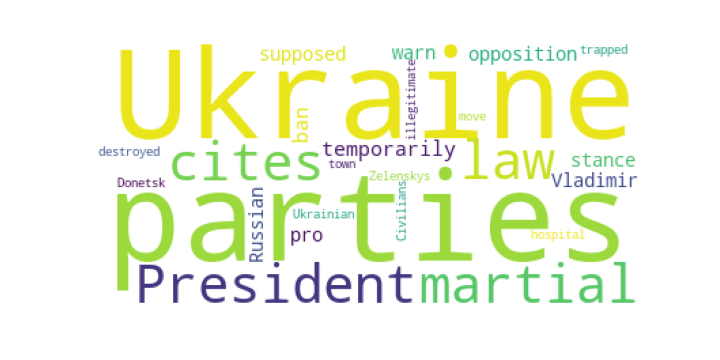 supposed warn opposition trapped
Ukraine
illegitimate
move
ban
destroyed cites temporarily law stance
town
Donetsk Zelenskys Vladimir
parties
Russian
Ukrainian
Civilians
pro
hospital
President martial